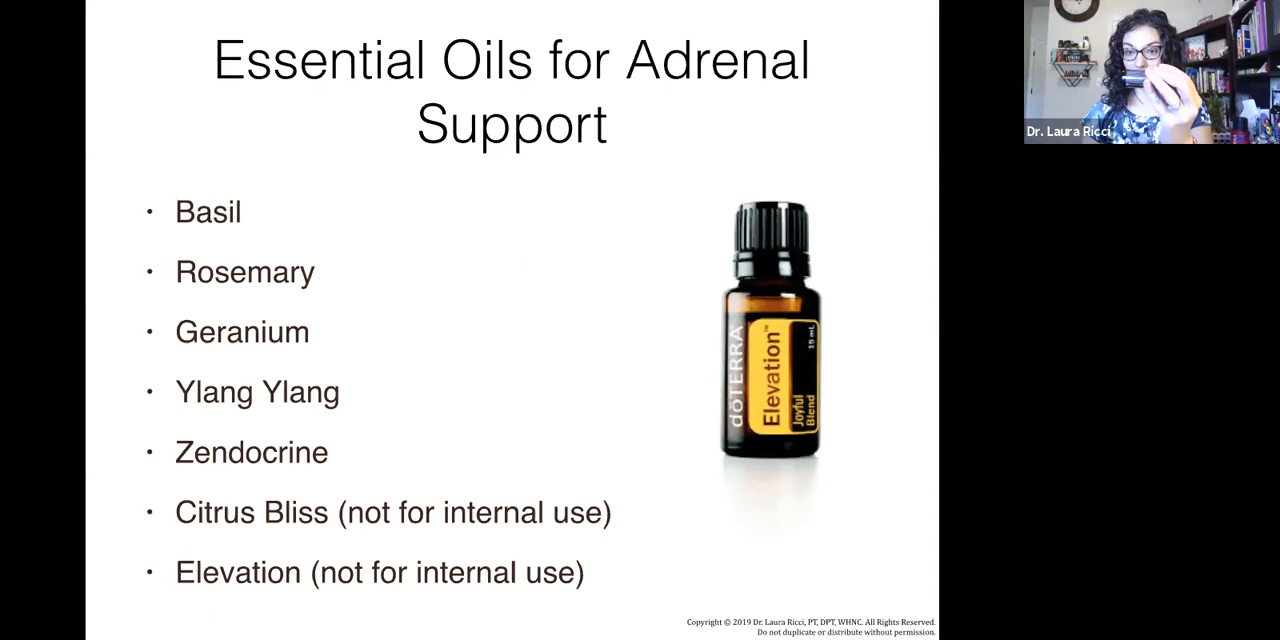 Essential Oils for Adrenal
Support
• Basil
• Rosemary
• Geranium
• Ylang Ylang
• Zendocrine
• Citrus Bliss (not for internal use)
• Elevation (not for internal use)
dōTERRA
Elevation™
Joyful
Blend
15 mL
Dr. Laura Ricci
Copyright © 2019 Dr. Laura Ricci, PT, DPT, WHNC. All Rights Reserved.
Do not duplicate or distribute without permission.